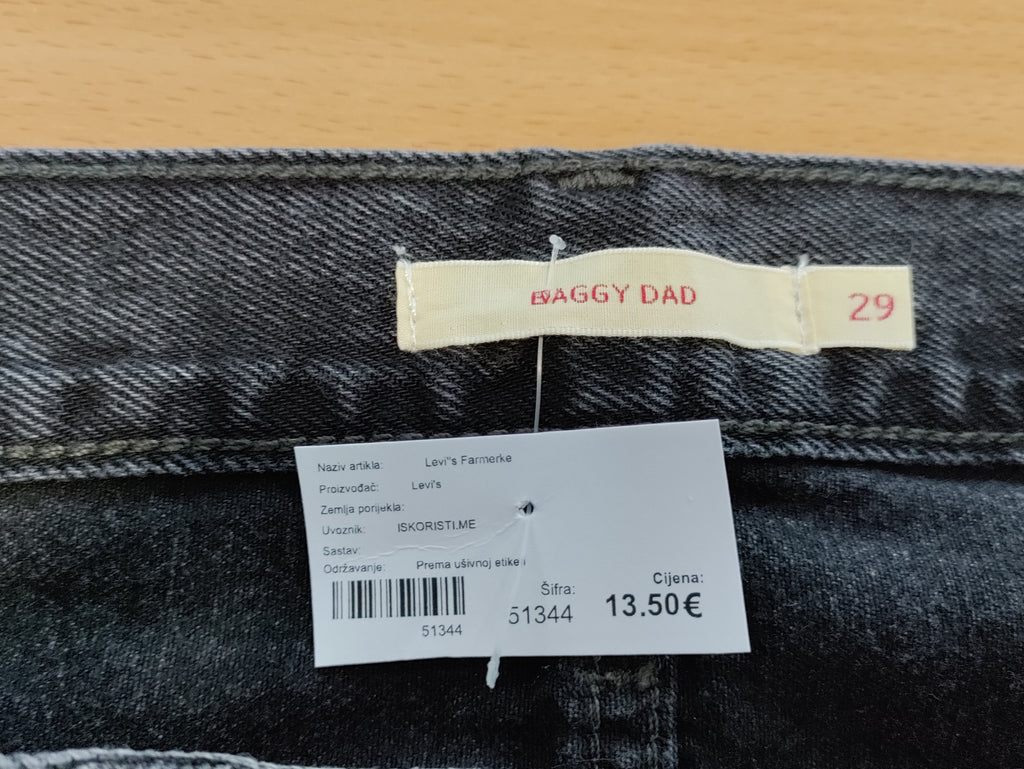 BAGGY DAD
29
Naziv artikla: Levi"s Farmerke
Proizvođač: Levi's
Zemlja porijekla:
Uvoznik: ISKORISTI.ME
Sastav:
Održavanje: Prema ušivnoj etiketi
51344
Šifra:
51344
Cijena:
13.50€